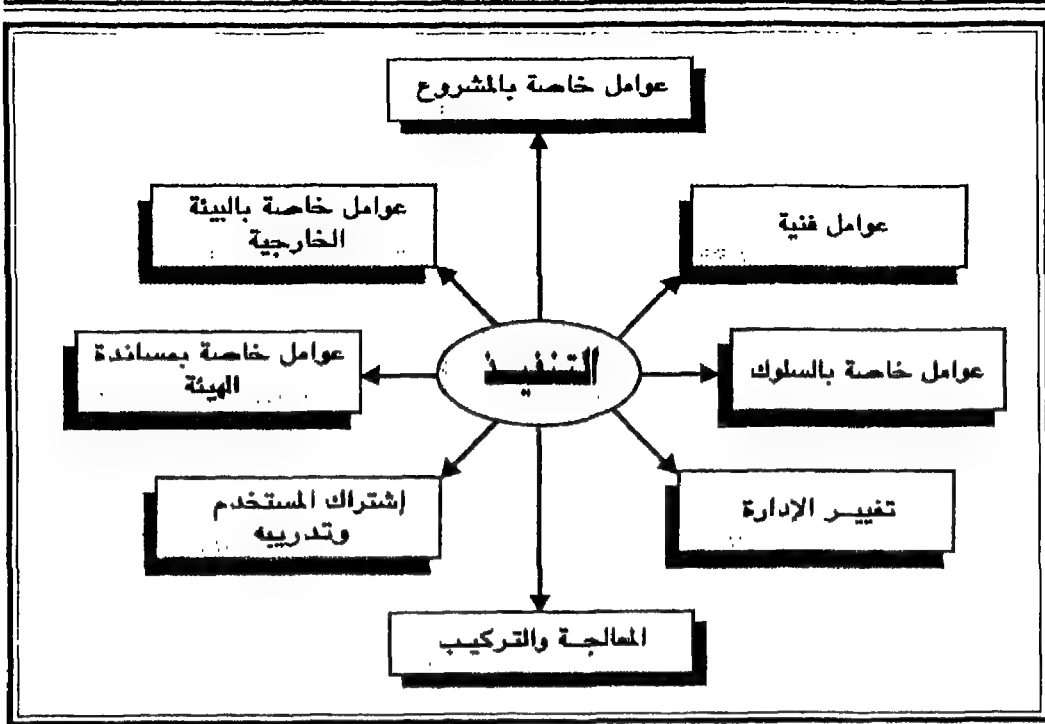 عوامل خاصة بالمشروع
عوامل فنية
عوامل خاصة بالبيئة
الخارجية
التنفيذ
عوامل خاصة بالسلوك
عوامل خاصة بمساندة
الهيئة
تغيير الإدارة
إشتراك المستخدم
وتدريبه
المعالجة والتركيب